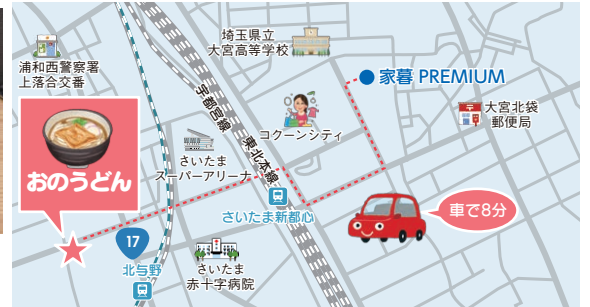 埼玉県立
大宮高等学校
浦和西警察署
上落合交番
家暮 PREMIUM
大宮北袋
郵便局
宇都宮線
東北本線
コクーンシティ
さいたま
スーパーアリーナ
おのうどん
さいたま新都心
車で8分
17
北与野
さいたま
赤十字病院